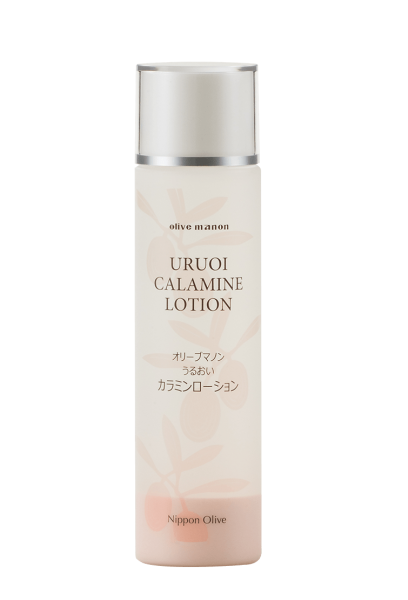 olive manon
URUOI
CALAMINE
LOTION
オリーブマノン
うるおい
カラミンローション
Nippon Olive